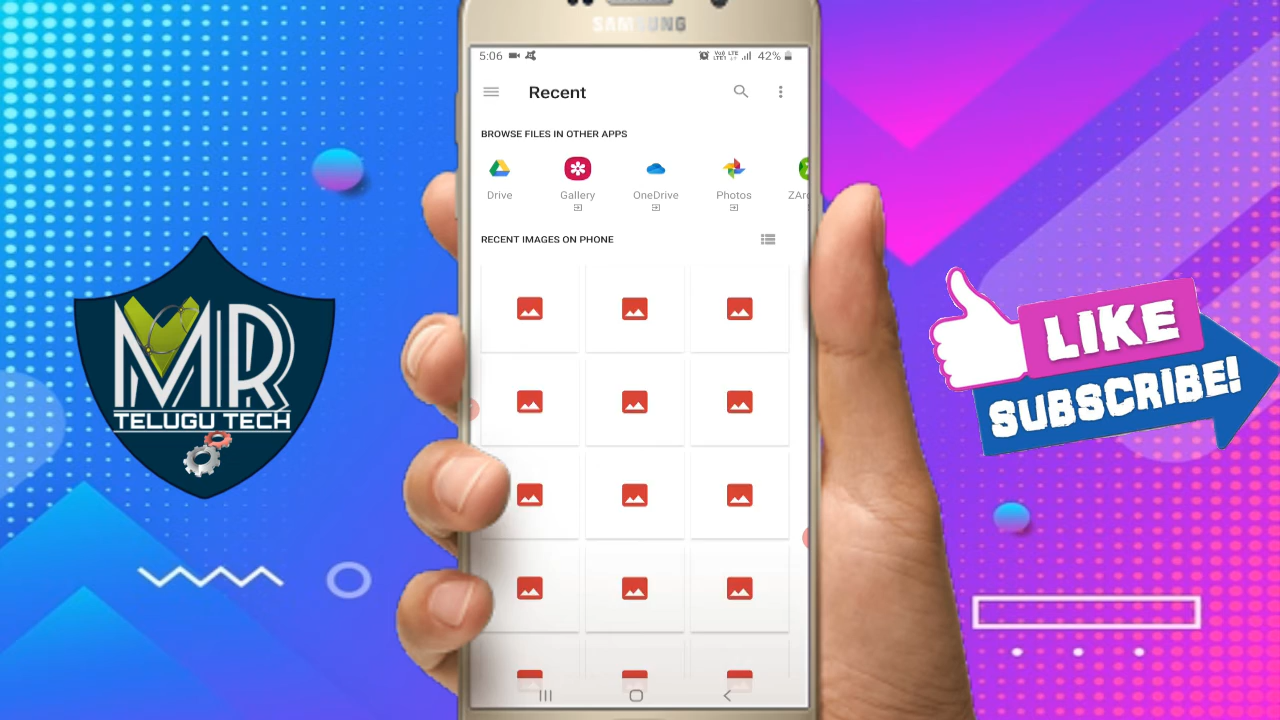 SAMSUNG
5:06
42%
Recent
BROWSE FILES IN OTHER APPS
Drive
Gallery
OneDrive
Photos
RECENT IMAGES ON PHONE
MR
TELUGU TECH
LIKE
SUBSCRIBE!